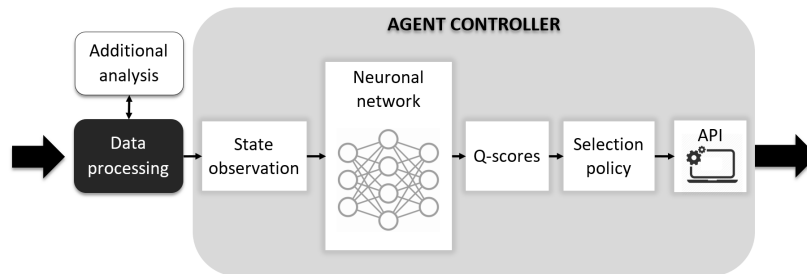 AGENT CONTROLLER
Additional
analysis
Data
processing
State
observation
Neuronal
network
Q-scores
Selection
policy
API